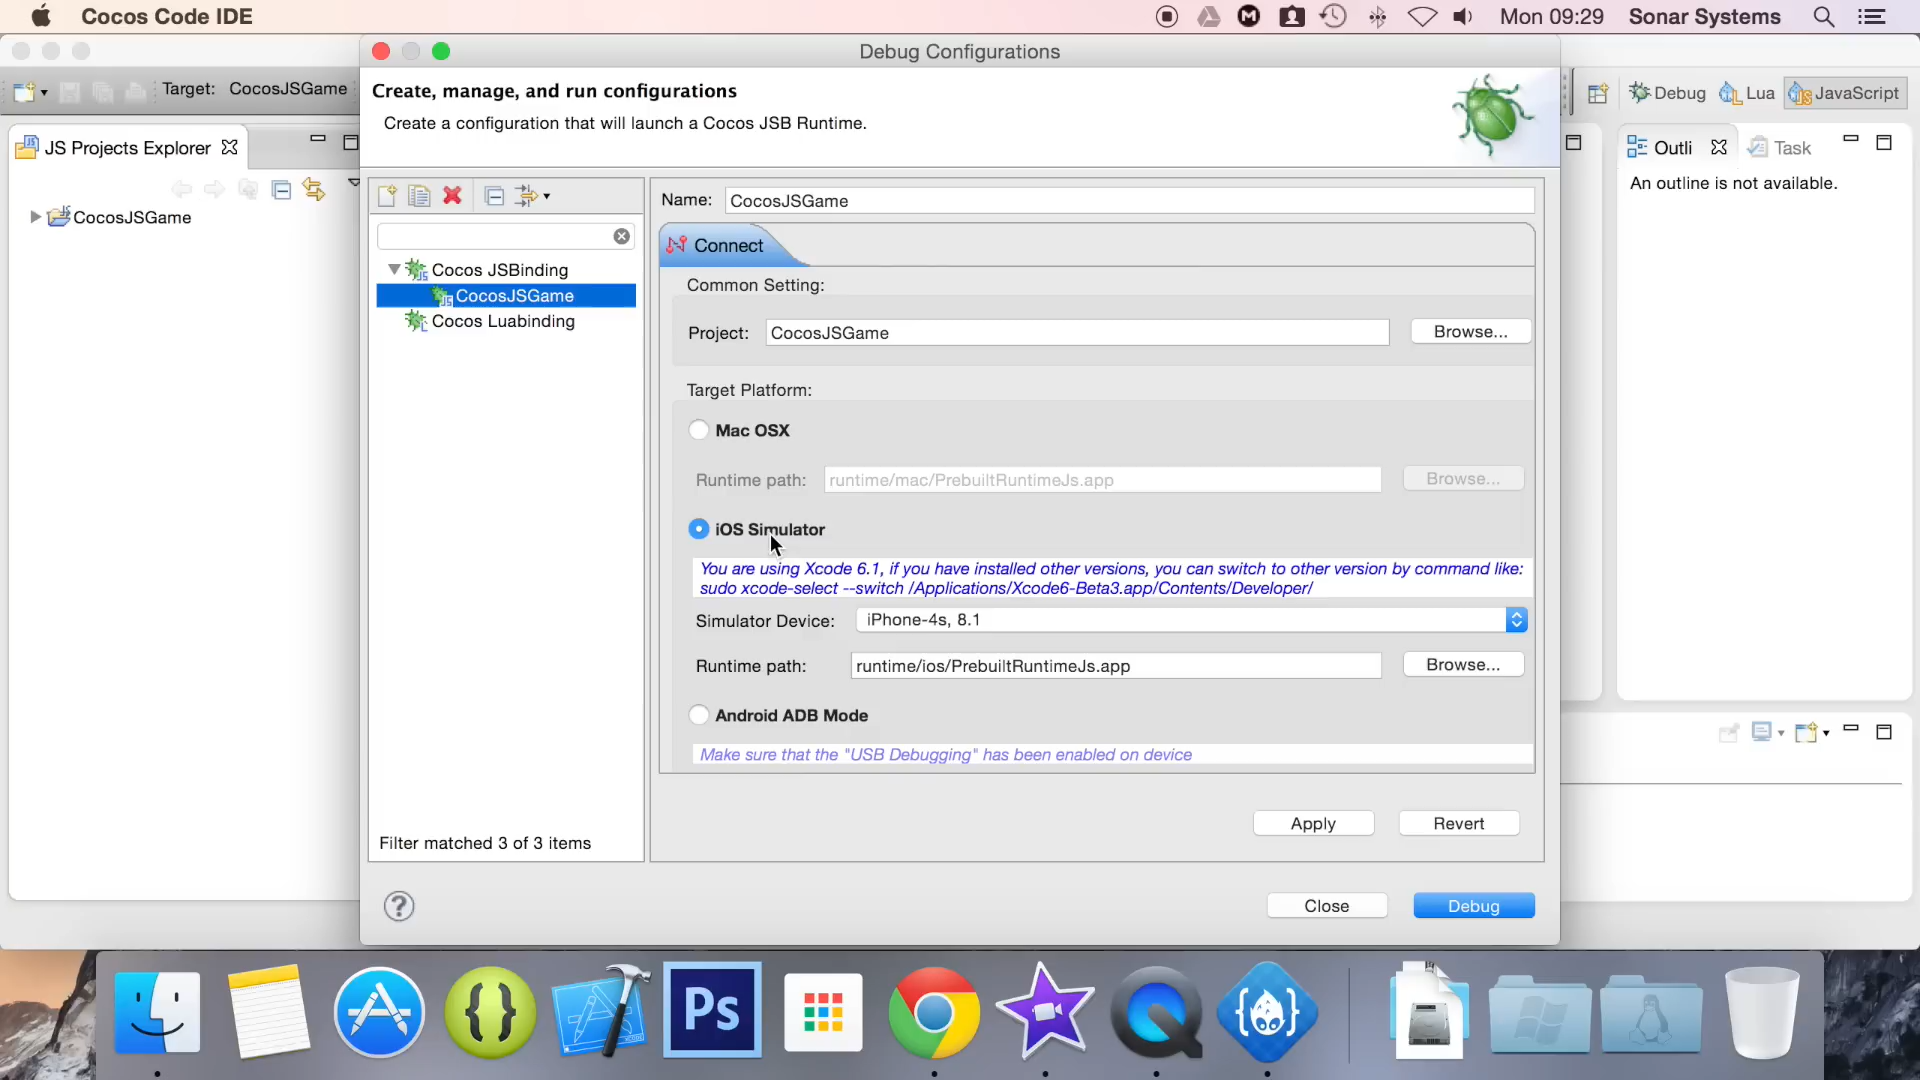 Cocos Code IDE
Mon 09:29
Sonar Systems
Debug Configurations
Target: CocosJSGame
Debug
Lua
JavaScript
Create, manage, and run configurations
Create a configuration that will launch a Cocos JSB Runtime.
JS Projects Explorer
CocosJSGame
Cocos JSBinding
CocosJSGame
Cocos Luabinding
Filter matched 3 of 3 items
Name: CocosJSGame
Connect
Common Setting:
Project: CocosJSGame Browse...
Target Platform:
Mac OSX
Runtime path: runtime/mac/PrebuiltRuntimeJs.app Browse...
iOS Simulator
You are using Xcode 6.1, if you have installed other versions, you can switch to other version by command like:
sudo xcode-select --switch /Applications/Xcode6-Beta3.app/Contents/Developer/
Simulator Device: iPhone-4s, 8.1
Runtime path: runtime/ios/PrebuiltRuntimeJs.app Browse...
Android ADB Mode
Make sure that the "USB Debugging" has been enabled on device
Apply
Revert
Close
Debug
Outli
Task
An outline is not available.
Ps